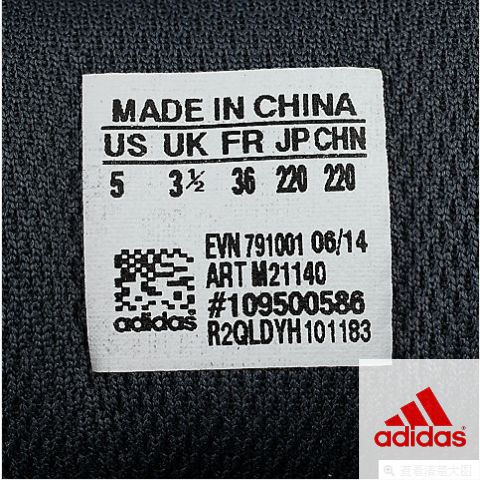 MADE IN CHINA
US UK FR JP CHN
5 3½ 36 220 220
EVN 791001 06/14
ART M21140
#109500586
R2QLDYH101183
adidas
adidas